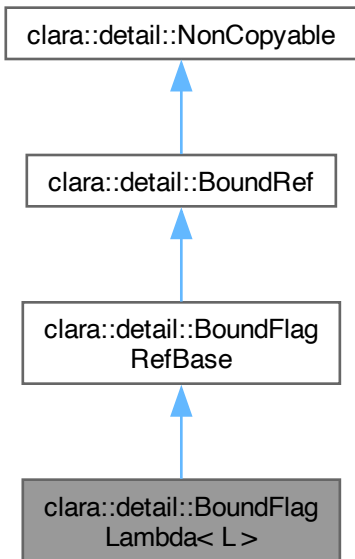 clara::detail::NonCopyable
clara::detail::BoundRef
clara::detail::BoundFlag
RefBase
clara::detail::BoundFlag
Lambda< L >